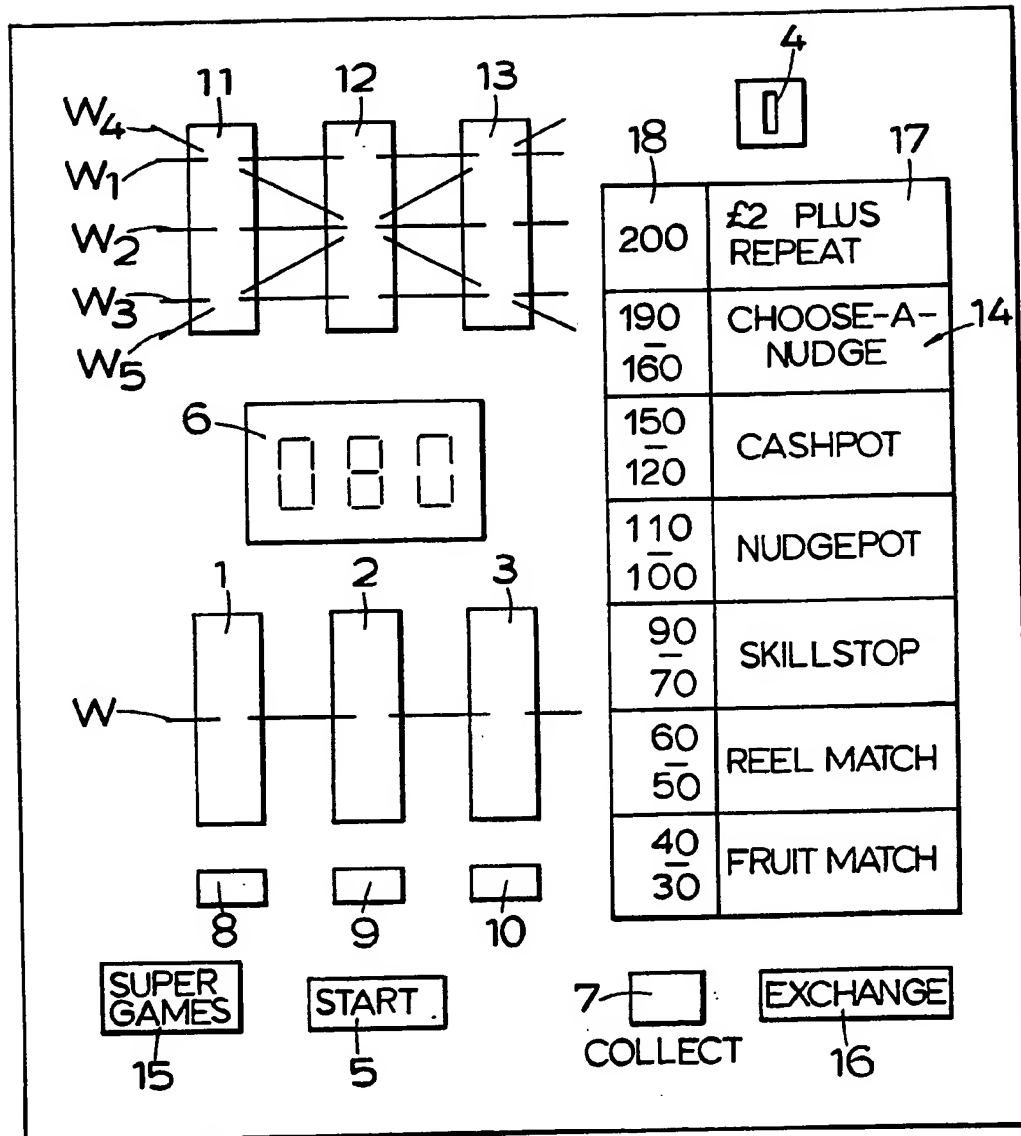 4
11 12 13
W4
W1
W2
W3
W5
18 17
200 £2 PLUS
REPEAT
190
—
160
CHOOSE-A-
NUDGE
14
150
—
120
CASHPOT
6
080
110
—
100
NUDGEPOT
1 2 3
90
—
70
SKILLSTOP
W
60
—
50
REEL MATCH
40
—
30
FRUIT MATCH
8 9 10
SUPER
GAMES
15
START
5
7
COLLECT
EXCHANGE
16